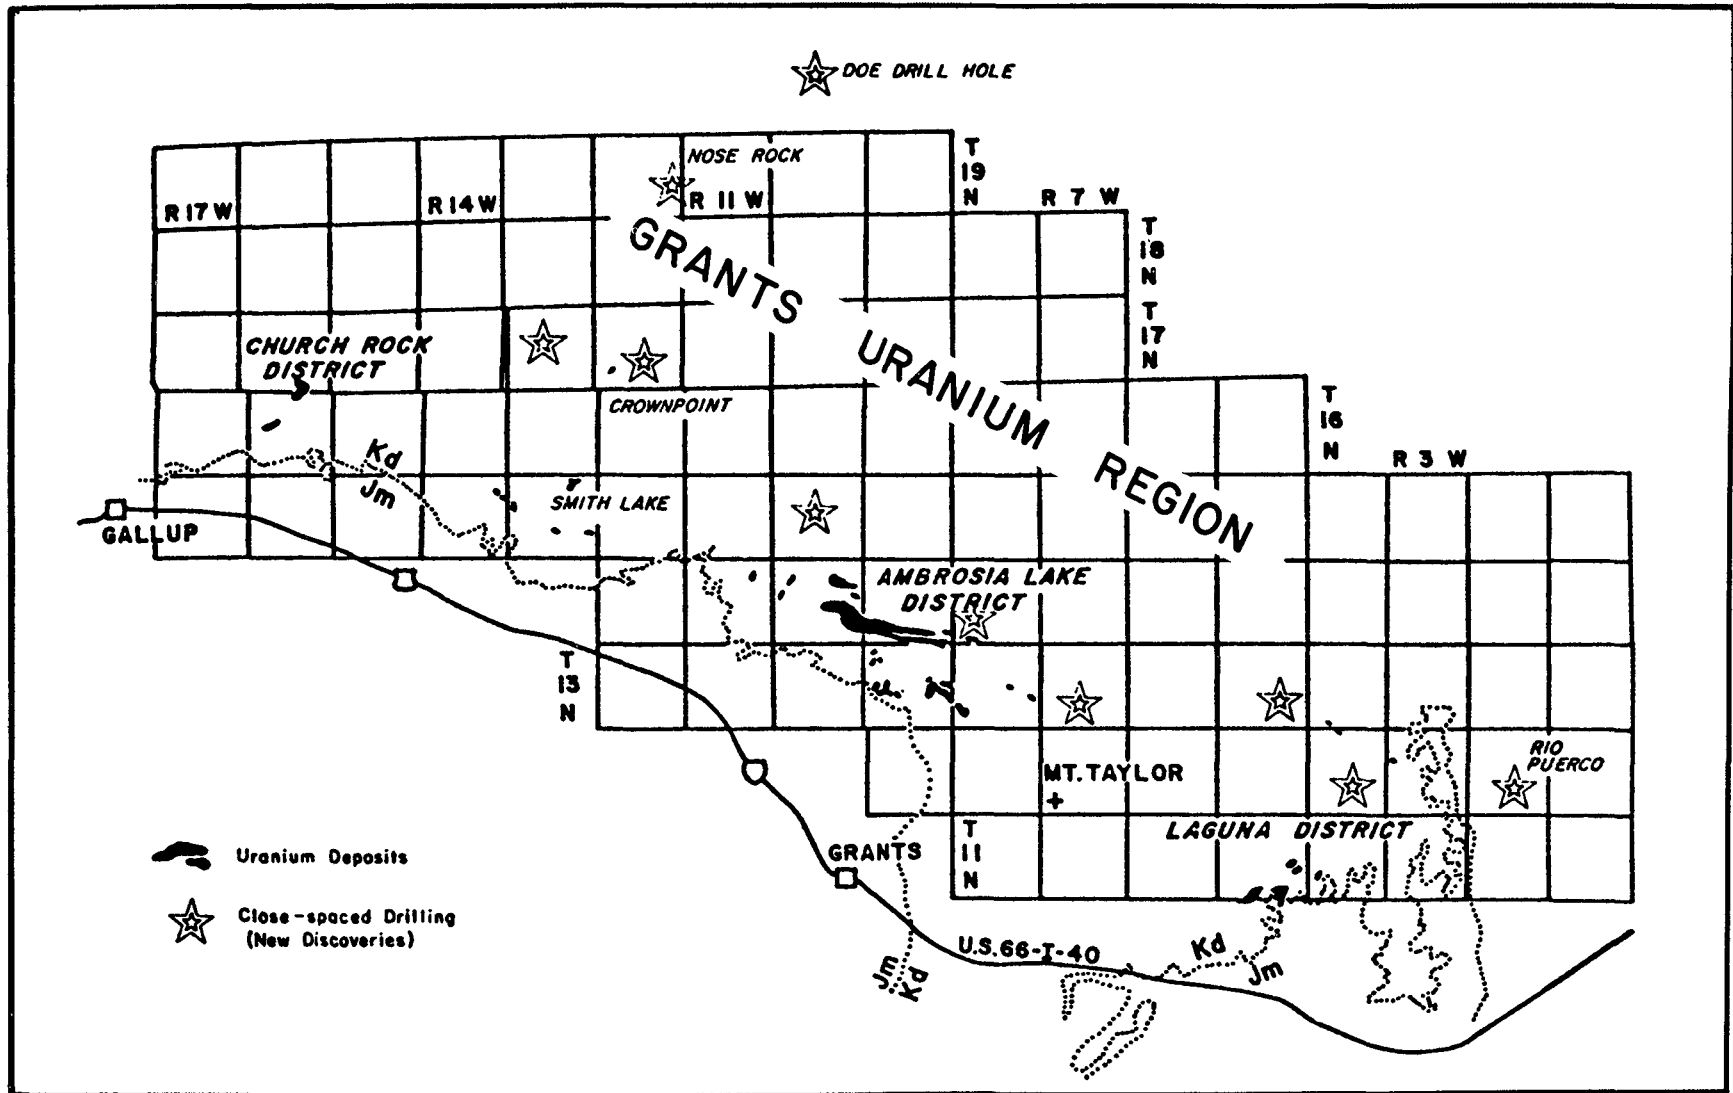 DOE DRILL HOLE
NOSE ROCK
T
19
N
R 17 W
R 14 W
R 11 W
R 7 W
T
18
N
GRANTS URANIUM REGION
T
17
N
CHURCH ROCK
DISTRICT
CROWNPOINT
T
16
N
R 3 W
Kd
Jm
SMITH LAKE
GALLUP
AMBROSIA LAKE
DISTRICT
T
13
N
RIO
PUERCO
MT. TAYLOR
+
LAGUNA DISTRICT
T
11
N
GRANTS
Uranium Deposits
Close-spaced Drilling
(New Discoveries)
U.S. 66-I-40
Kd
Jm
Jm
Kd